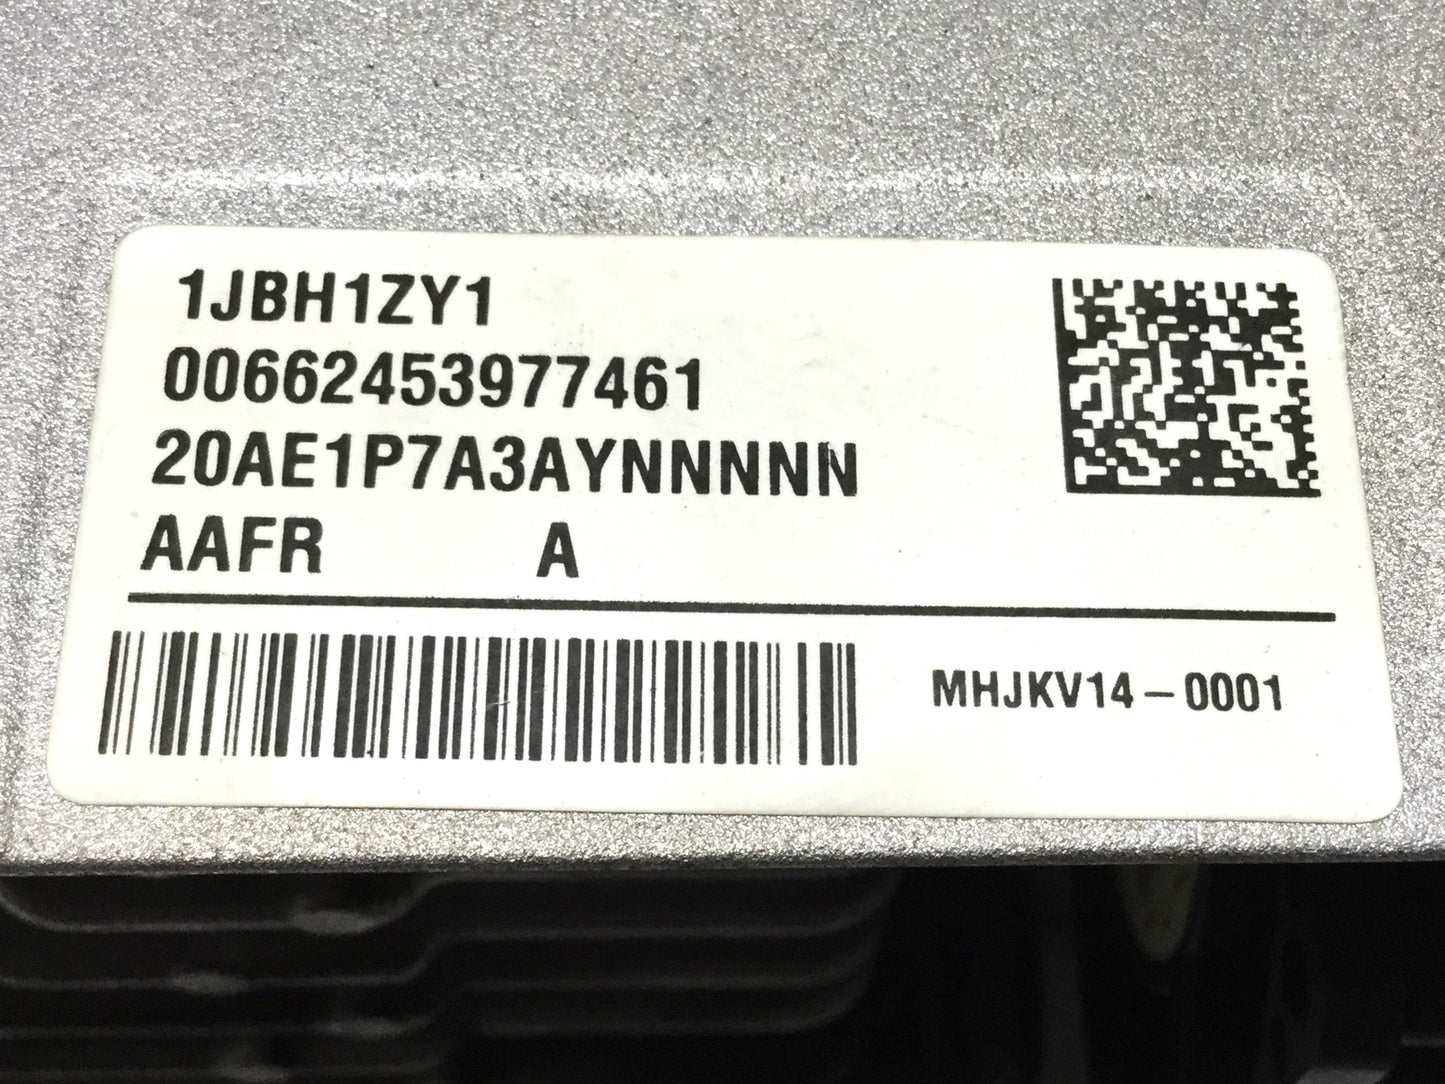 1JBH1ZY1
00662453977461
20AE1P7A3AYNNNNN
AAFR A
MHJKV14-0001